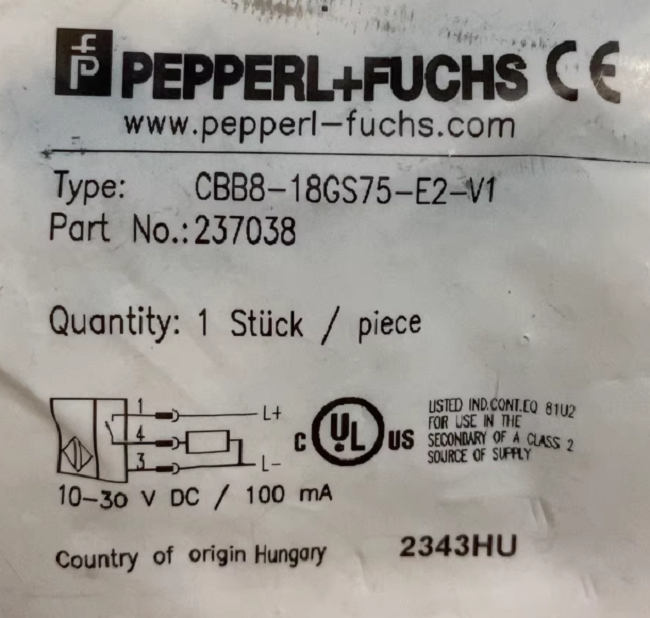 PEPPERL+FUCHS CE
www.pepperl-fuchs.com
Type: CBB8-18GS75-E2-V1
Part No.:237038
Quantity: 1 Stück / piece
1 L+
4
3 L-
10-30 V DC / 100 mA
C UL US
LISTED IND.CONT.EQ 81U2
FOR USE IN THE
SECONDARY OF A CLASS 2
SOURCE OF SUPPLY
Country of origin Hungary 2343HU